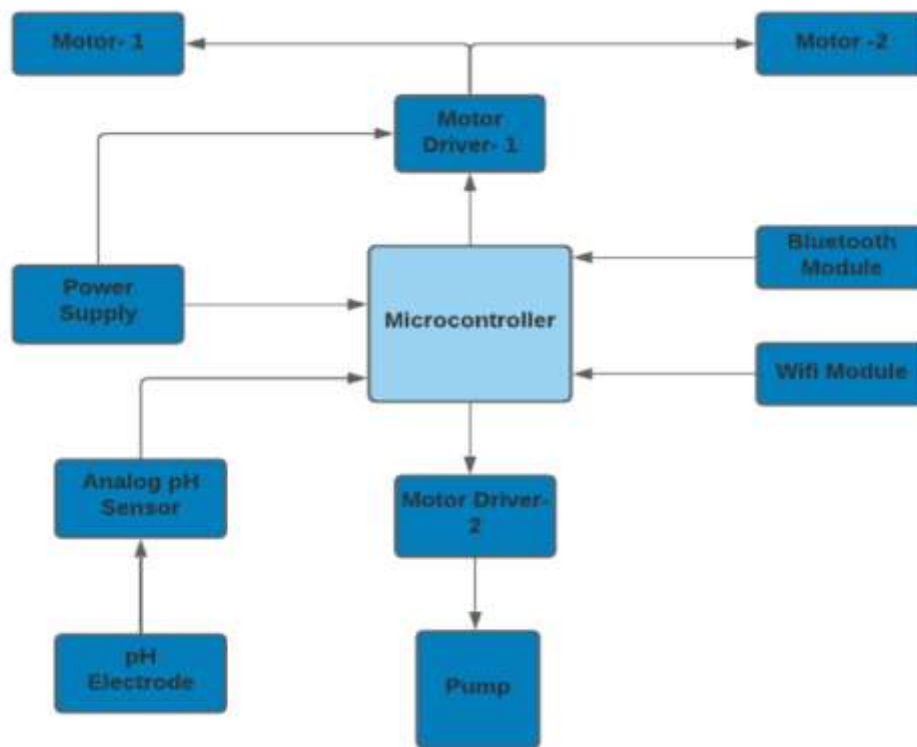 Motor- 1
Motor -2
Motor
Driver- 1
Bluetooth
Module
Power
Supply
Microcontroller
Wifi Module
Analog pH
Sensor
Motor Driver-
2
pH
Electrode
Pump